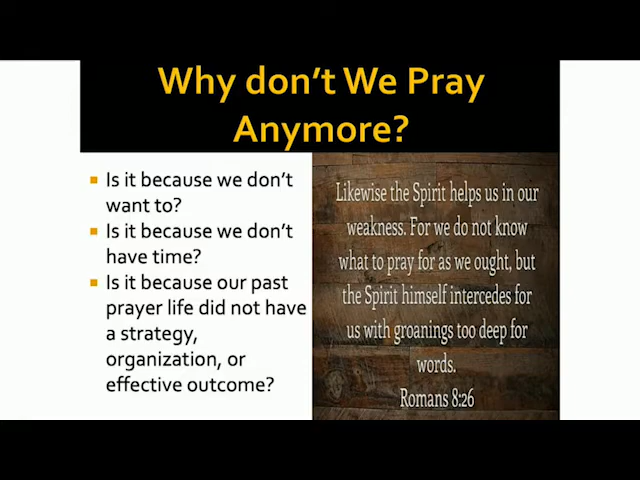 Why don't We Pray
Anymore?
Is it because we don't
want to?
Is it because we don't
have time?
Is it because our past
prayer life did not have
a strategy,
organization, or
effective outcome?
Likewise the Spirit helps us in our
weakness. For we do not know
what to pray for as we ought, but
the Spirit himself intercedes for
us with groanings too deep for
words.
Romans 8:26